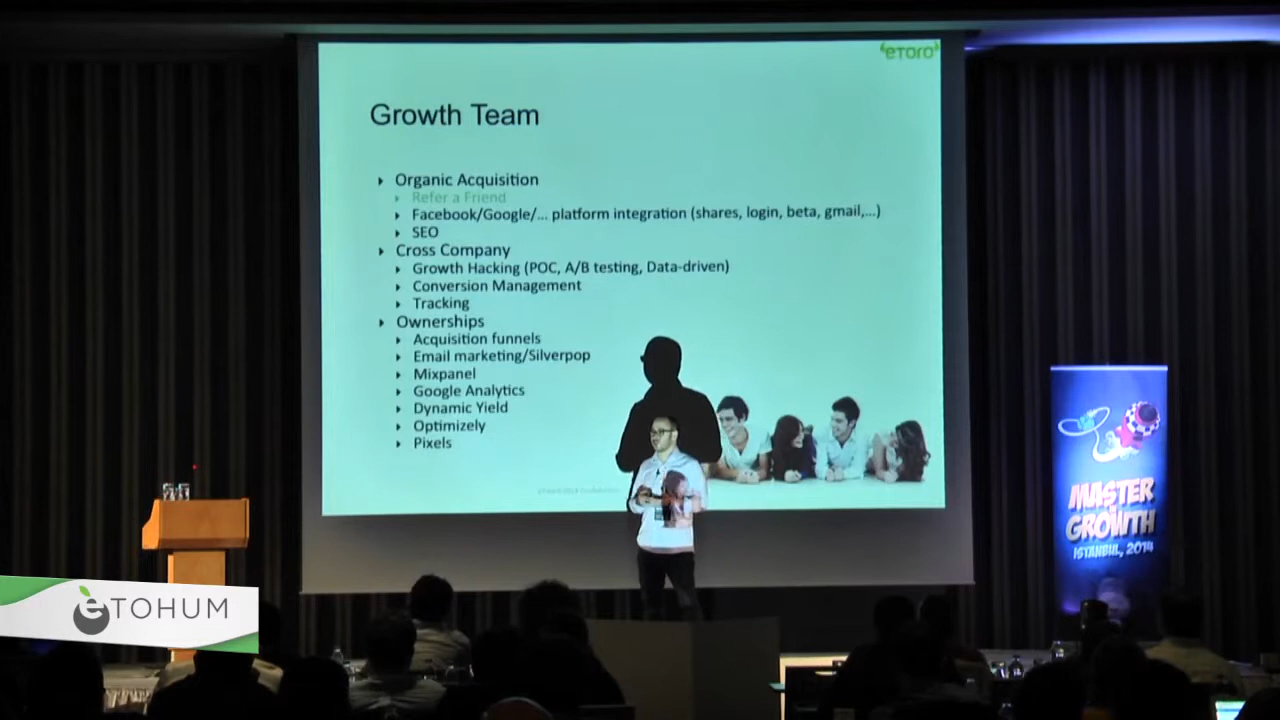 eTORO
Growth Team
Organic Acquisition
Refer a Friend
Facebook/Google/... platform integration (shares, login, beta, gmail,...)
SEO
Cross Company
Growth Hacking (POC, A/B testing, Data-driven)
Conversion Management
Tracking
Ownerships
Acquisition funnels
Email marketing/Silverpop
Mixpanel
Google Analytics
Dynamic Yield
Optimizely
Pixels
MASTER
GROWTH
ISTANBUL, 2014
eTOHUM